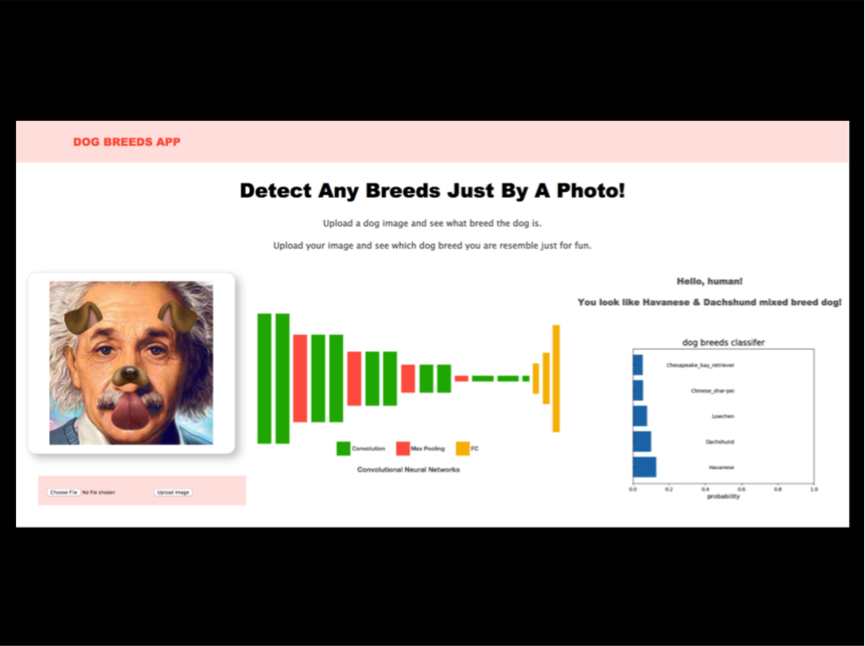 DOG BREEDS APP
Detect Any Breeds Just By A Photo!
Upload a dog image and see what breed the dog is.
Upload your image and see which dog breed you are resemble just for fun.
Hello, human!
You look like Havanese & Dachshund mixed breed dog!
Convolution Max Pooling FC
Convolutional Neural Networks
Choose File No file chosen Upload Image
dog breeds classifer
Chesapeake_bay_retriever
Chinese_shar-pei
Lowchen
Dachshund
Havanese
0.0 0.2 0.4 0.6 0.8 1.0
probability